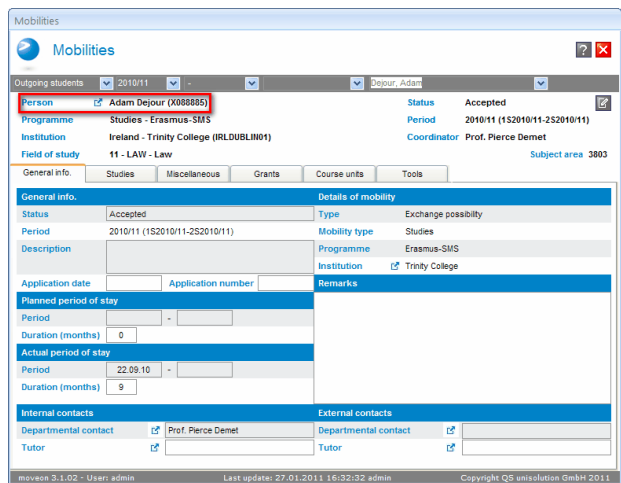 Mobilities
Mobilities
?
Outgoing students 2010/11 - Dejour, Adam
Person Adam Dejour (X088885) Status Accepted
Programme Studies - Erasmus-SMS Period 2010/11 (1S2010/11-2S2010/11)
Institution Ireland - Trinity College (IRLDUBLIN01) Coordinator Prof. Pierce Demet
Field of study 11 - LAW - Law Subject area 3803
General info. Studies Miscellaneous Grants Course units Tools
General info. Details of mobility
Status Accepted Type Exchange possibility
Period 2010/11 (1S2010/11-2S2010/11) Mobility type Studies
Description Programme Erasmus-SMS
Institution Trinity College
Application date Application number Remarks
Planned period of stay
Period -
Duration (months) 0
Actual period of stay
Period 22.09.10 -
Duration (months) 9
Internal contacts External contacts
Departmental contact Prof. Pierce Demet Departmental contact
Tutor Tutor
moveon 3.1.02 - User: admin Last update: 27.01.2011 16:32:32 admin Copyright QS unisolution GmbH 2011